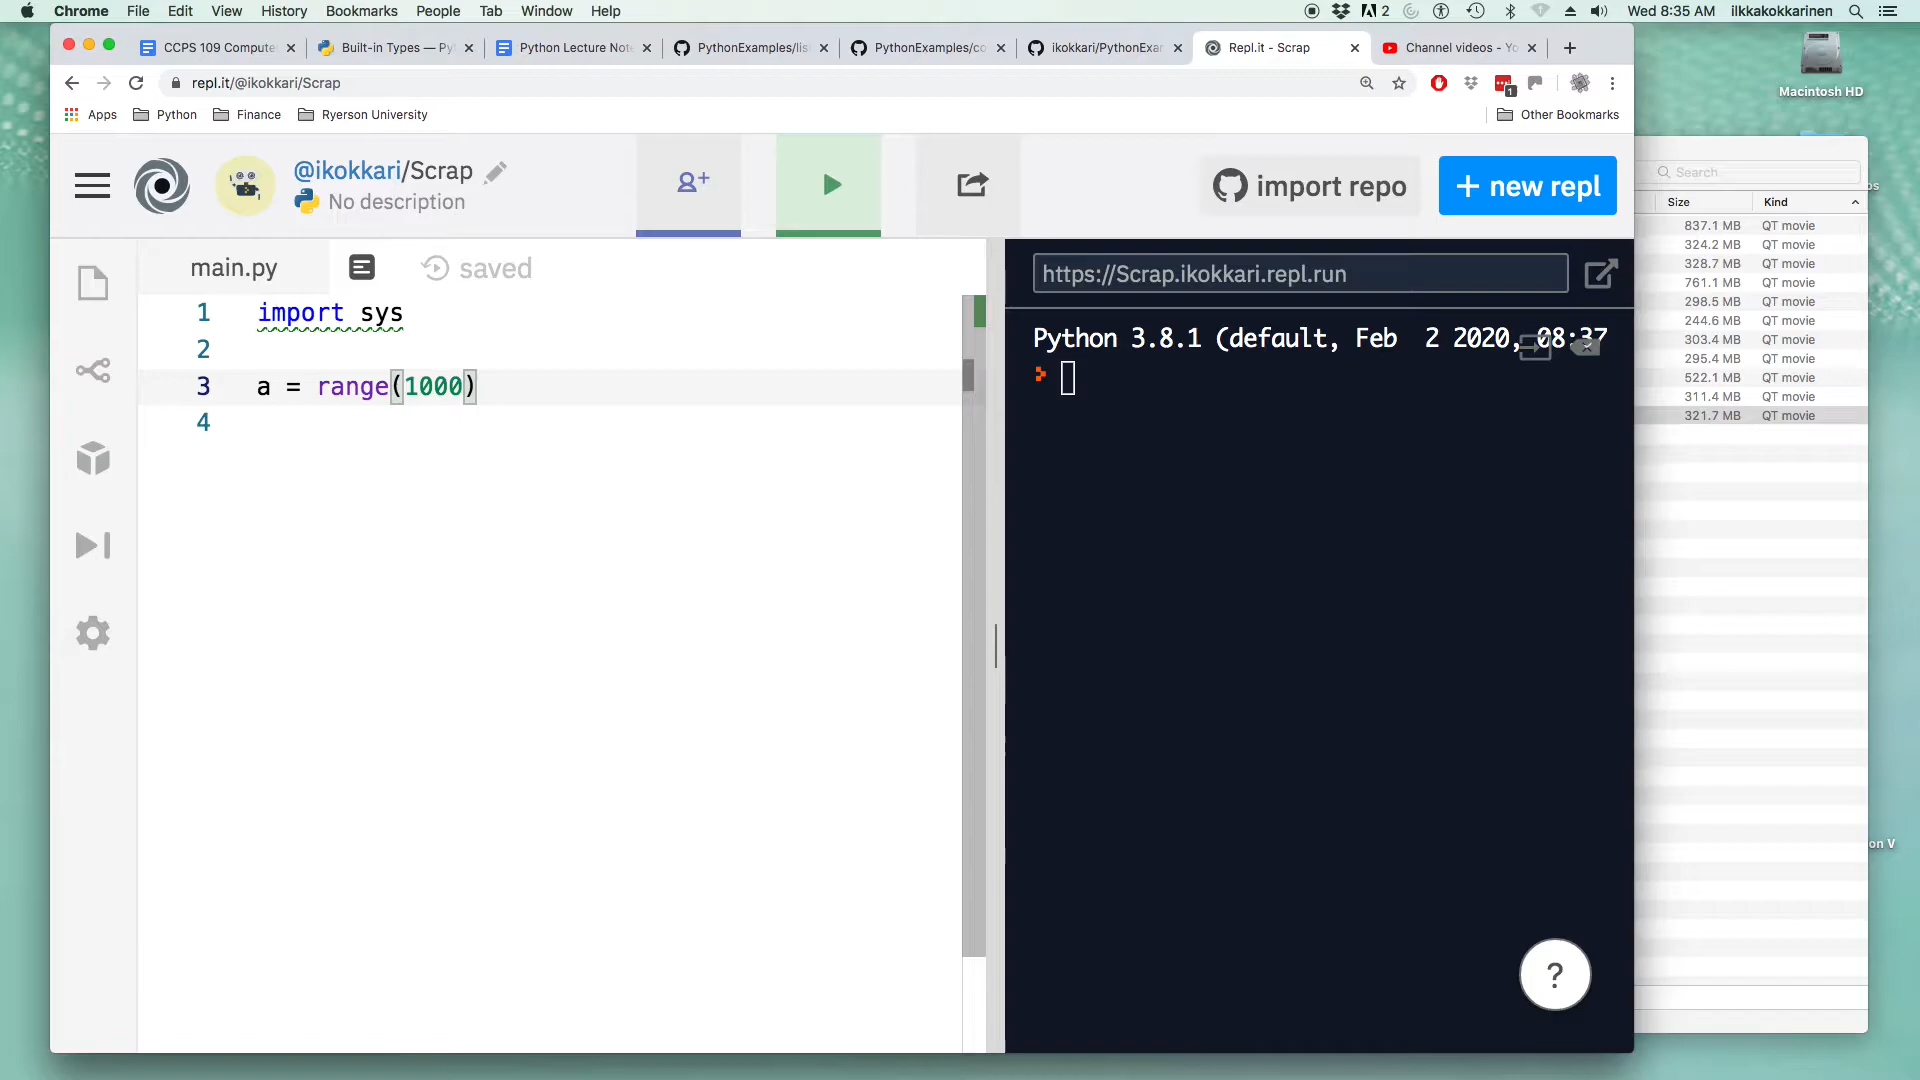 Chrome File Edit View History Bookmarks People Tab Window Help 2 Wed 8:35 AM ilkkakokkarinen
CCPS 109 Compute Built-in Types — Py Python Lecture Not PythonExamples/lis PythonExamples/co ikokkari/PythonExa Repl.it - Scrap Channel videos - Yo
Macintosh HD
repl.it/@ikokkari/Scrap 1
Apps Python Finance Ryerson University Other Bookmarks
@ikokkari/Scrap
No description
import repo
+ new repl
Search
os
Size Kind
837.1 MB QT movie
324.2 MB QT movie
328.7 MB QT movie
761.1 MB QT movie
298.5 MB QT movie
244.6 MB QT movie
303.4 MB QT movie
295.4 MB QT movie
522.1 MB QT movie
311.4 MB QT movie
321.7 MB QT movie
main.py saved
https://Scrap.ikokkari.repl.run
1 import sys
2
3 a = range(1000)
4
Python 3.8.1 (default, Feb 2 2020, 08:37
on V
?